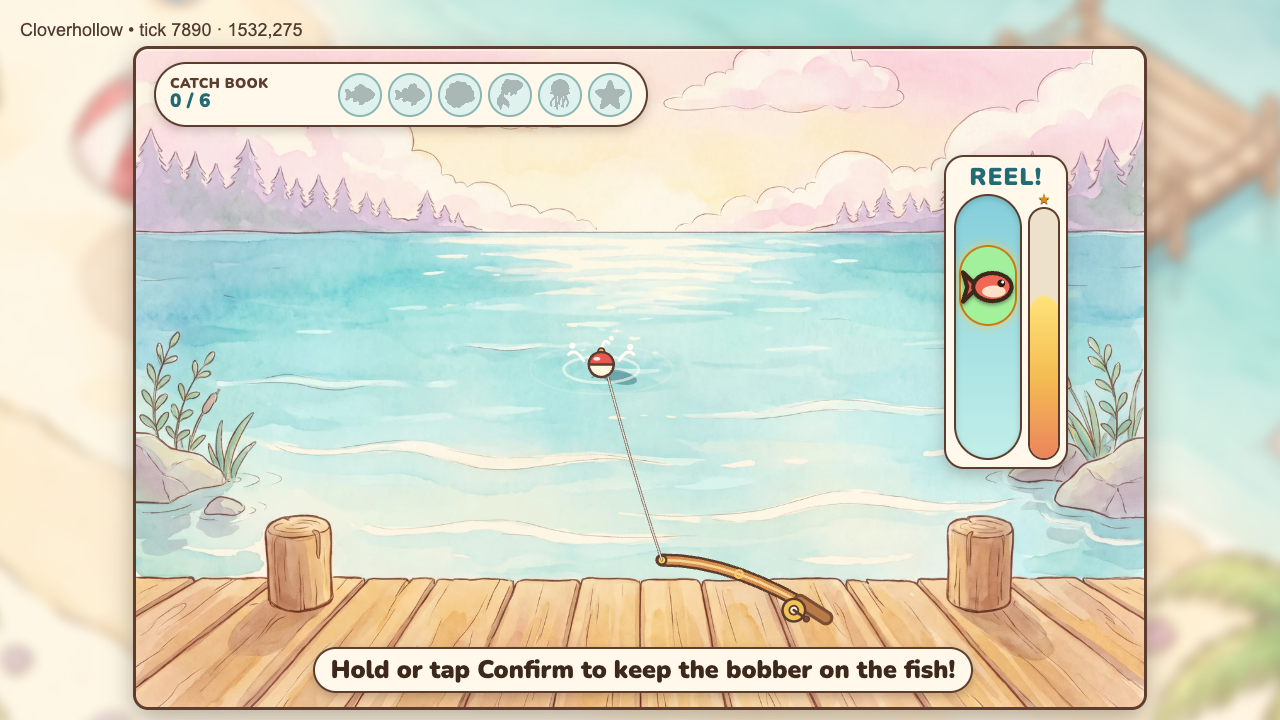 Cloverhollow • tick 7890 · 1532,275
CATCH BOOK
0 / 6
REEL!
Hold or tap Confirm to keep the bobber on the fish!